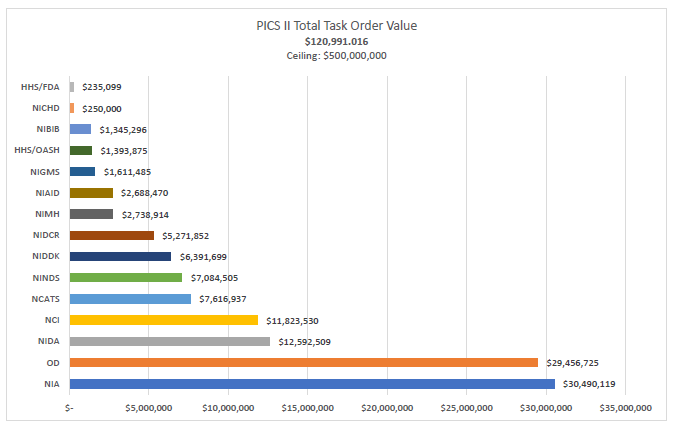 PICS II Total Task Order Value
$120,991.016
Ceiling: $500,000,000
HHS/FDA $235,099
NICHD $250,000
NIBIB $1,345,296
HHS/OASH $1,393,875
NIGMS $1,611,485
NIAID $2,688,470
NIMH $2,738,914
NIDCR $5,271,852
NIDDK $6,391,699
NINDS $7,084,505
NCATS $7,616,937
NCI $11,823,530
NIDA $12,592,509
OD $29,456,725
NIA $30,490,119
$- $5,000,000 $10,000,000 $15,000,000 $20,000,000 $25,000,000 $30,000,000 $35,000,000